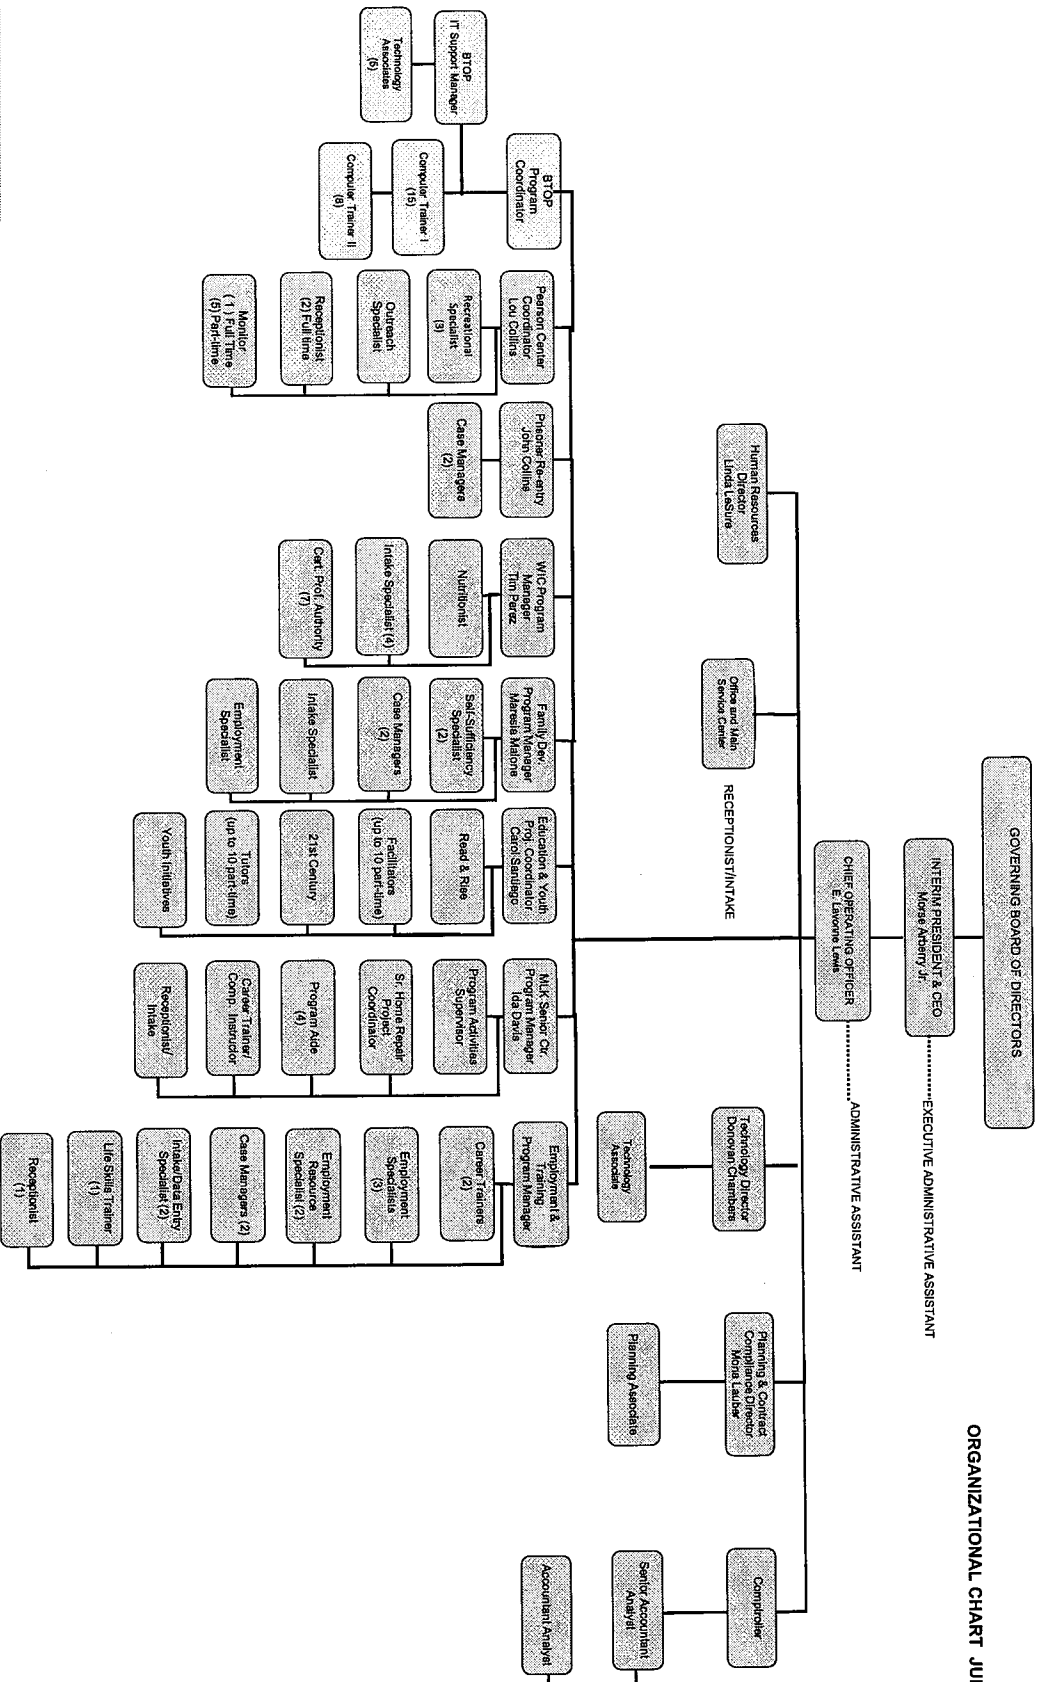 ORGANIZATIONAL CHART JUI
GOVERNING BOARD OF DIRECTORS
INTERIM PRESIDENT & CEO
Morse Arberry Jr.
EXECUTIVE ADMINISTRATIVE ASSISTANT
CHIEF OPERATING OFFICER
E. Lavonne Lewis
ADMINISTRATIVE ASSISTANT
Human Resources
Director
Linda LeSure
Office and Main
Service Center
RECEPTIONIST/INTAKE
Technology Director
Donovan Chambers
Technology
Associate
Planning & Contract
Compliance Director
Mona Lauber
Planning Associate
Comptroller
Senior Accountant
Analyst
Accountant Analyst
BTOP
IT Support Manager
Technology
Associates
(6)
BTOP
Program
Coordinator
Computer Trainer I
(15)
Computer Trainer II
(8)
Pearson Center
Coordinator
Lou Collins
Recreational
Specialist
(3)
Outreach
Specialist
Receptionist
(2) Full time
Monitor
( 1 ) Full Time
(5) Part-time
Prisoner Re-entry
John Collins
Case Managers
(2)
WIC Program
Manager
Tim Perez
Nutritionist
Intake Specialist (4)
Cert. Prof. Authority
(7)
Family Dev.
Program Manager
Maresia Malone
Self-Sufficiency
Specialist
(2)
Case Managers
(2)
Intake Specialist
Employment
Specialist
Education & Youth
Proj. Coordinator
Carol Santiago
Read & Rise
Facilitators
(up to 10 part-time)
21st Century
Tutors
(up to 10 part-time)
Youth Initiatives
MLK Senior Ctr.
Program Manager
Ida Davis
Program Activities
Supervisor
Sr. Home Repair
Project
Coordinator
Program Aide
(4)
Career Trainer/
Comp. Instructor
Receptionist/
Intake
Employment &
Training
Program Manager
Career Trainers
(2)
Employment
Specialists
(3)
Employment
Resource
Specialist (2)
Case Managers (2)
Intake/Data Entry
Specialist (2)
Life Skills Trainer
(1)
Receptionist
(1)